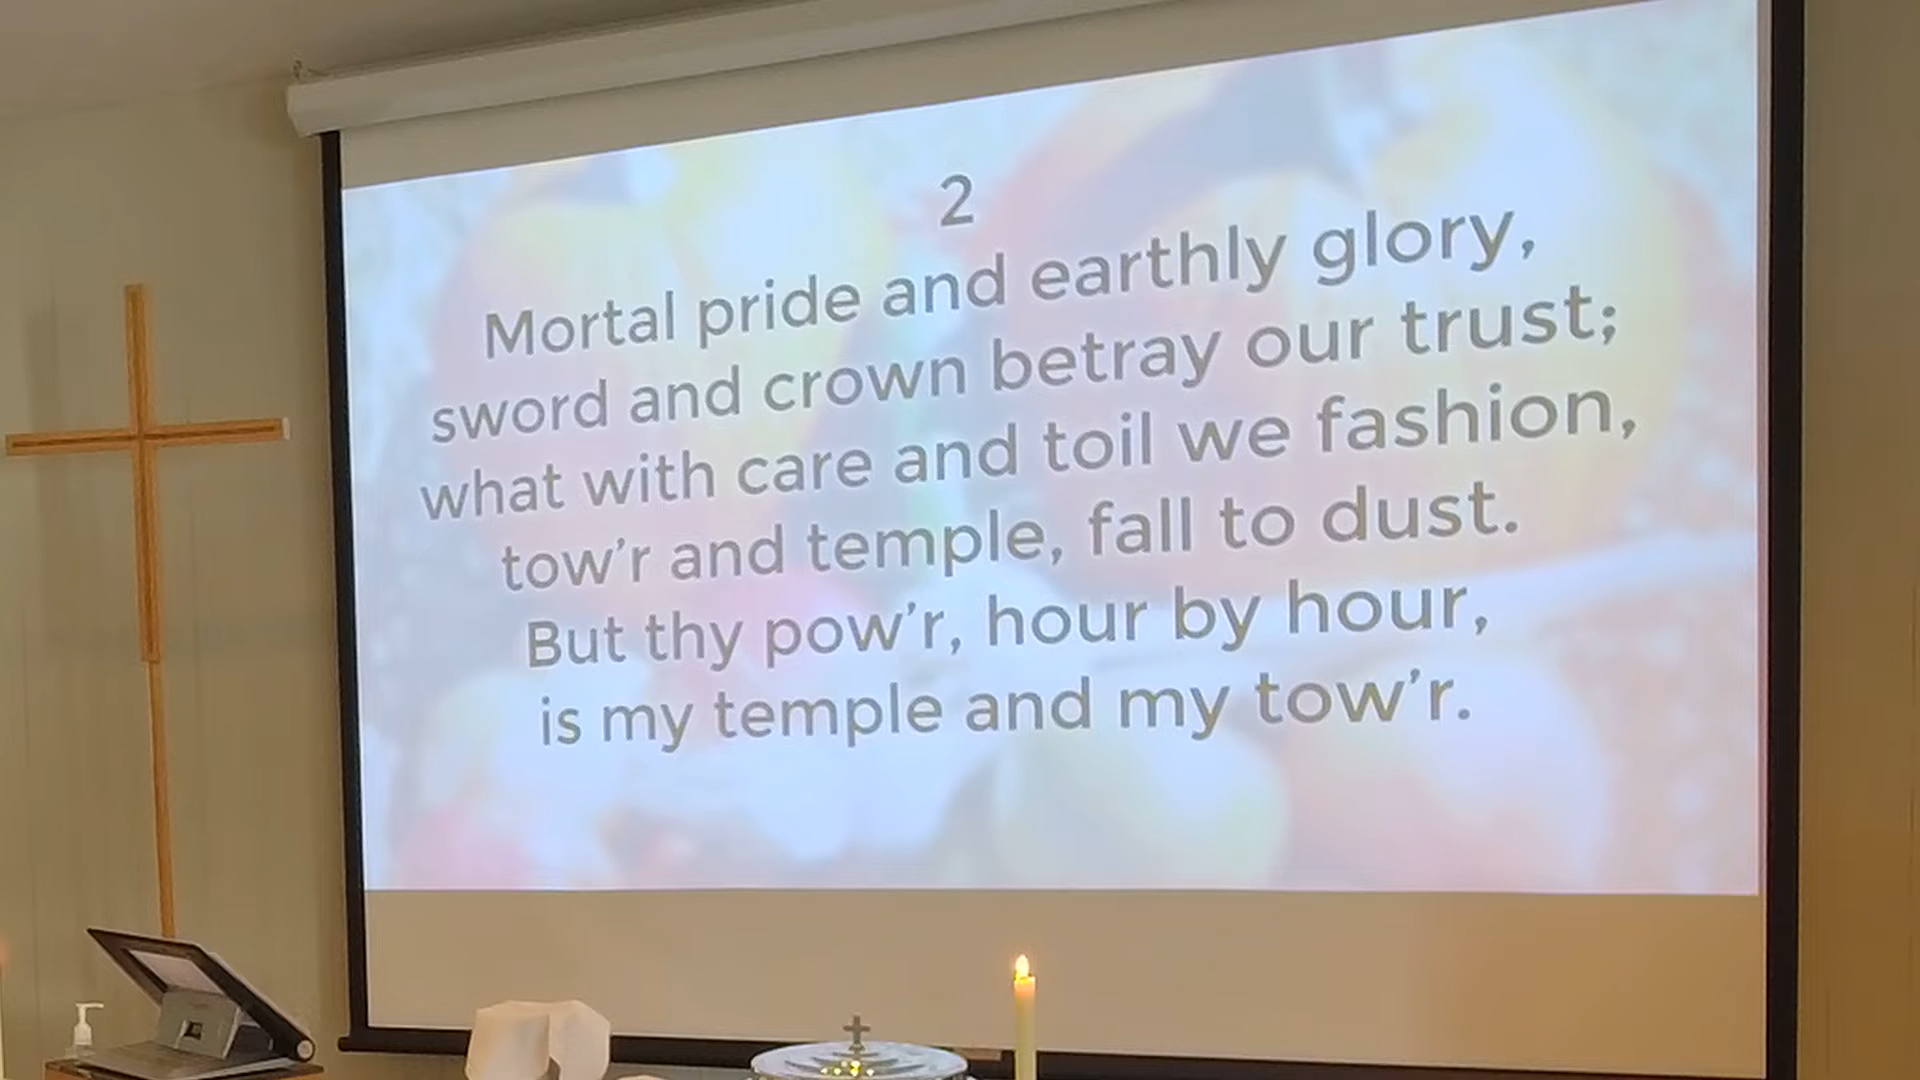 2
Mortal pride and earthly glory,
sword and crown betray our trust;
what with care and toil we fashion,
tow’r and temple, fall to dust.
But thy pow’r, hour by hour,
is my temple and my tow’r.